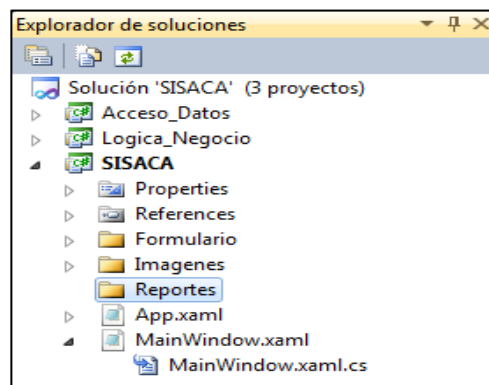 Explorador de soluciones
Solución 'SISACA' (3 proyectos)
Acceso_Datos
Logica_Negocio
SISACA
Properties
References
Formulario
Imagenes
Reportes
App.xaml
MainWindow.xaml
MainWindow.xaml.cs